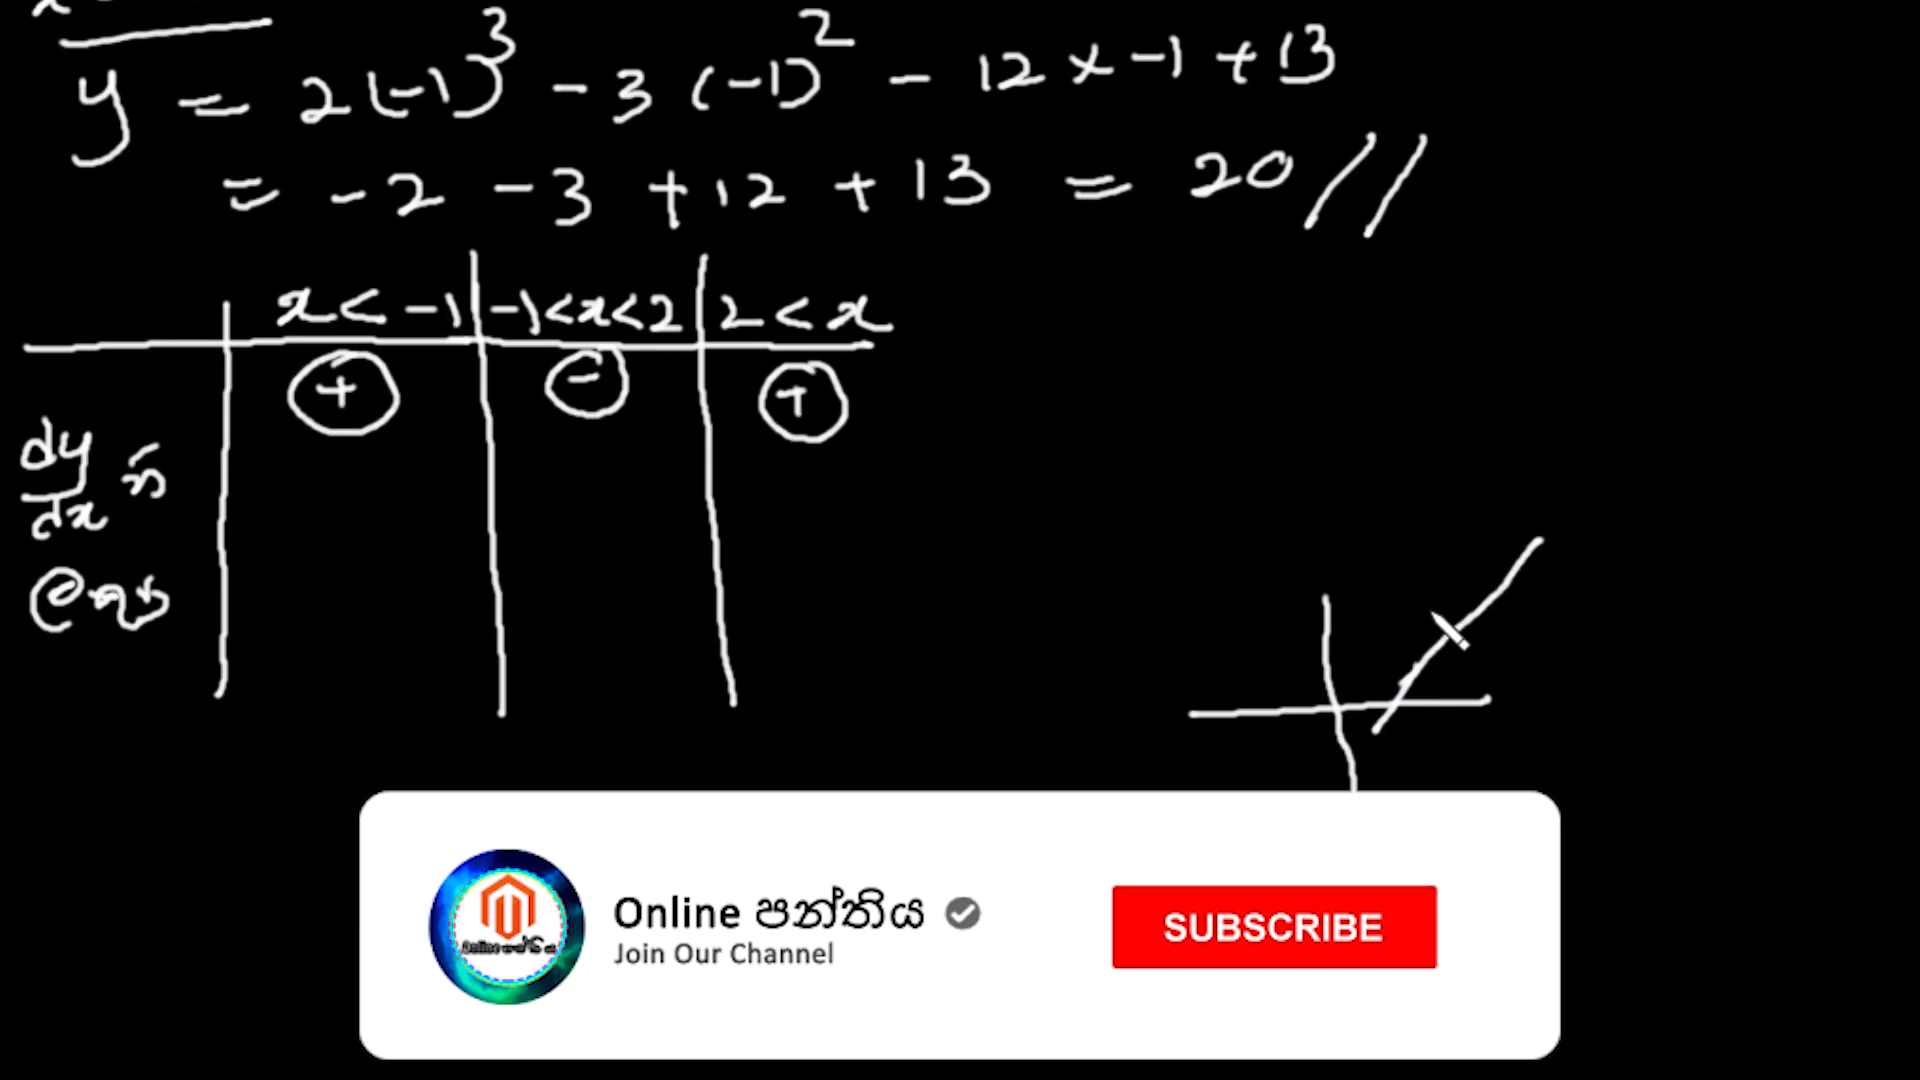 y = 2(-1)³ - 3(-1)² - 12 × -1 + 13
= -2 - 3 + 12 + 13 = 20 //
x < -1 | -1 < x < 2 | 2 < x
+ - +
dy/dx හි
ලකුණ
Online පන්තිය
Join Our Channel
SUBSCRIBE